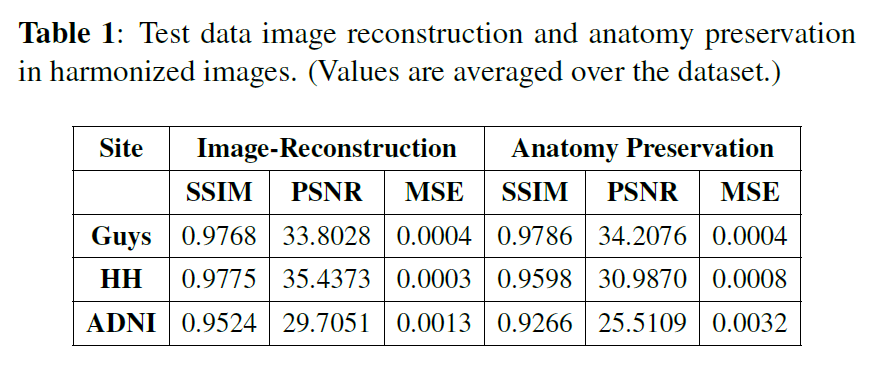 Table 1: Test data image reconstruction and anatomy preservation
in harmonized images. (Values are averaged over the dataset.)
Site Image-Reconstruction Anatomy Preservation
SSIM PSNR MSE SSIM PSNR MSE
Guys 0.9768 33.8028 0.0004 0.9786 34.2076 0.0004
HH 0.9775 35.4373 0.0003 0.9598 30.9870 0.0008
ADNI 0.9524 29.7051 0.0013 0.9266 25.5109 0.0032